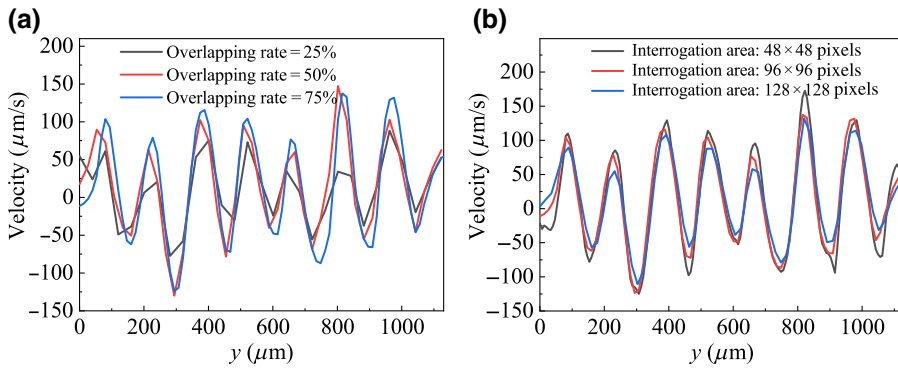 (a)
Overlapping rate = 25%
Overlapping rate = 50%
Overlapping rate = 75%
200
150
100
50
0
−50
−100
−150
Velocity (μm/s)
0
200
400
600
800
1000
y (μm)
(b)
Interrogation area: 48 × 48 pixels
Interrogation area: 96 × 96 pixels
Interrogation area: 128 × 128 pixels
200
150
100
50
0
−50
−100
−150
Velocity (μm/s)
0
200
400
600
800
1000
y (μm)